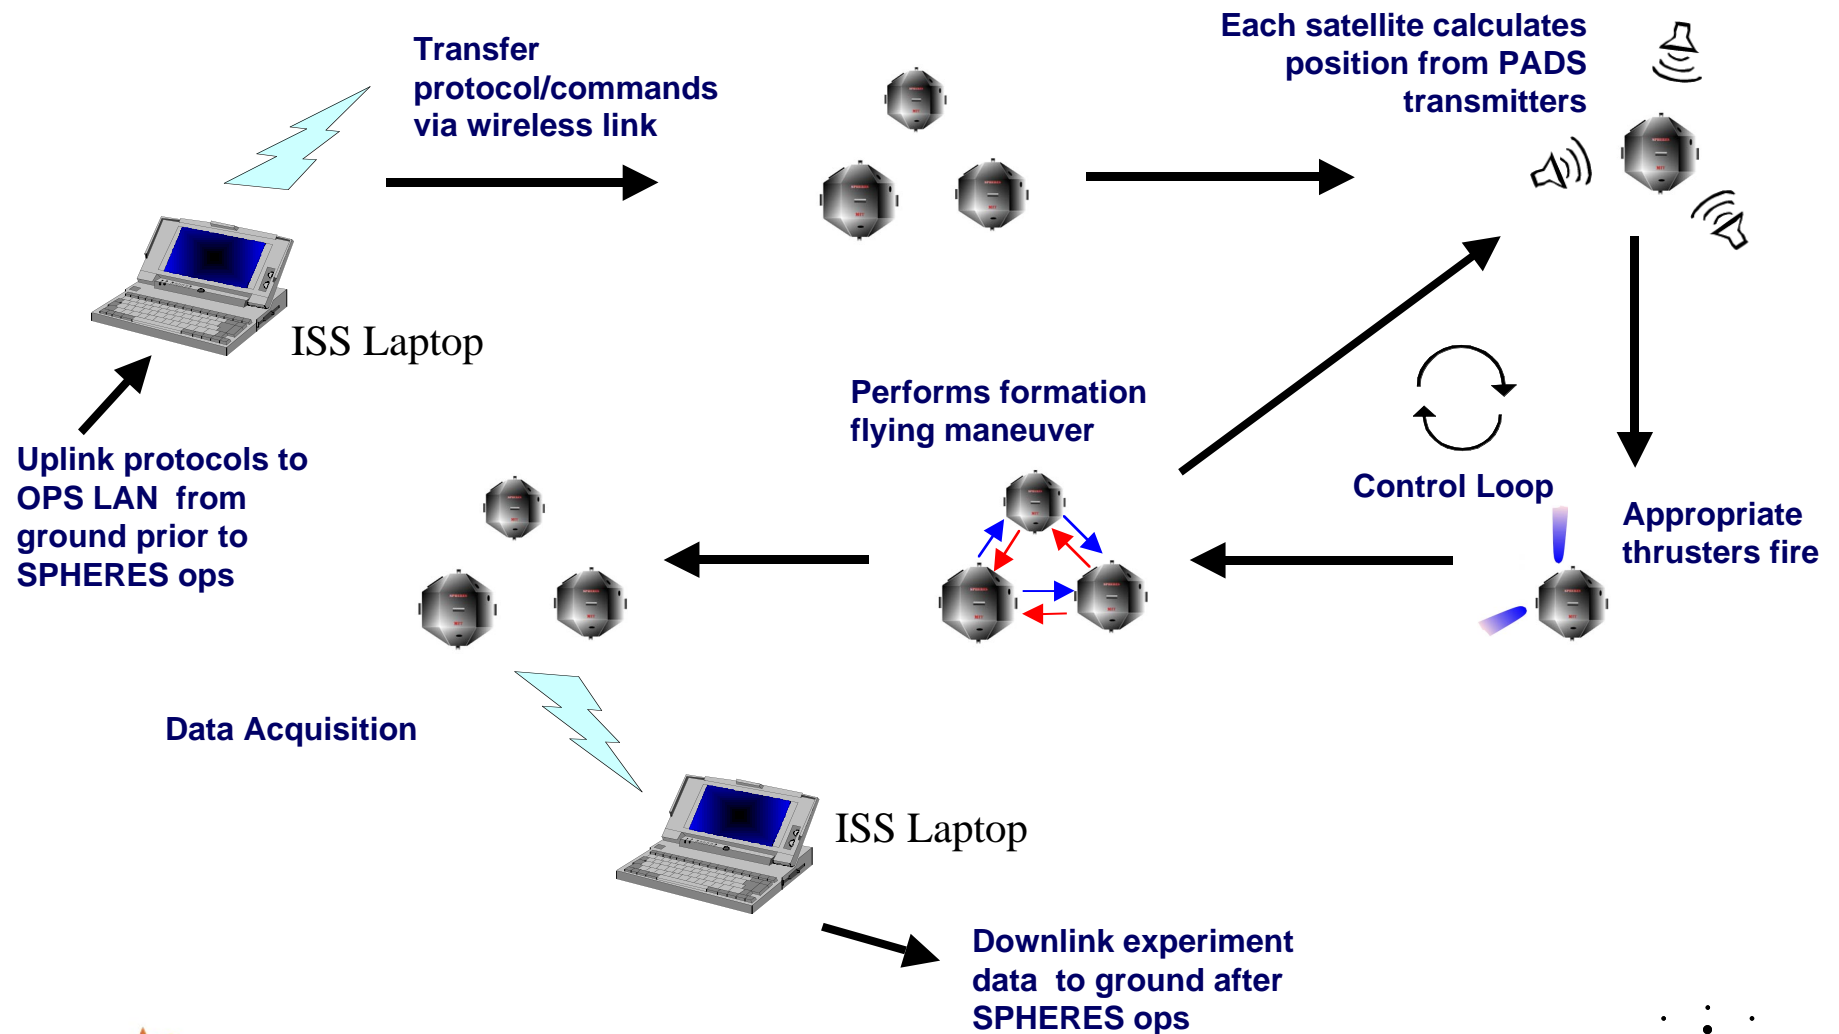 Transfer
protocol/commands
via wireless link
Each satellite calculates
position from PADS
transmitters
ISS Laptop
Uplink protocols to
OPS LAN from
ground prior to
SPHERES ops
Performs formation
flying maneuver
Control Loop
Appropriate
thrusters fire
Data Acquisition
ISS Laptop
Downlink experiment
data to ground after
SPHERES ops